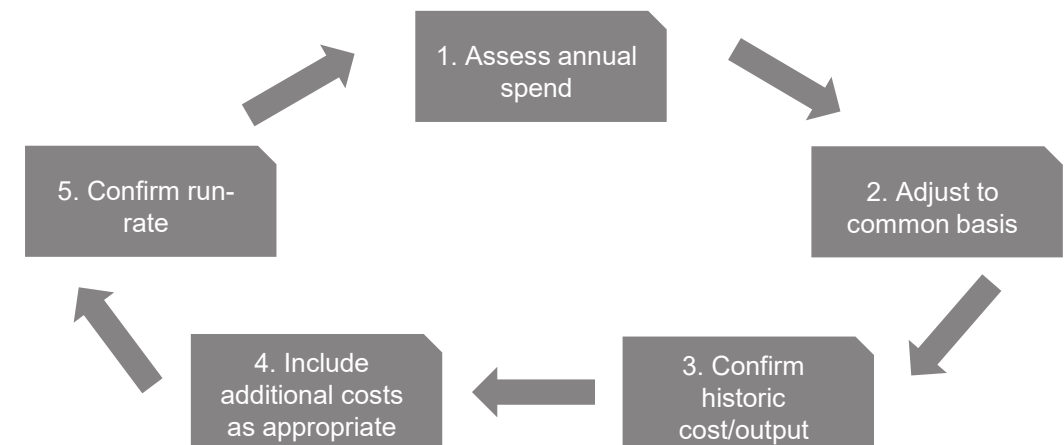 1. Assess annual
spend
2. Adjust to
common basis
3. Confirm
historic
cost/output
4. Include
additional costs
as appropriate
5. Confirm run-
rate